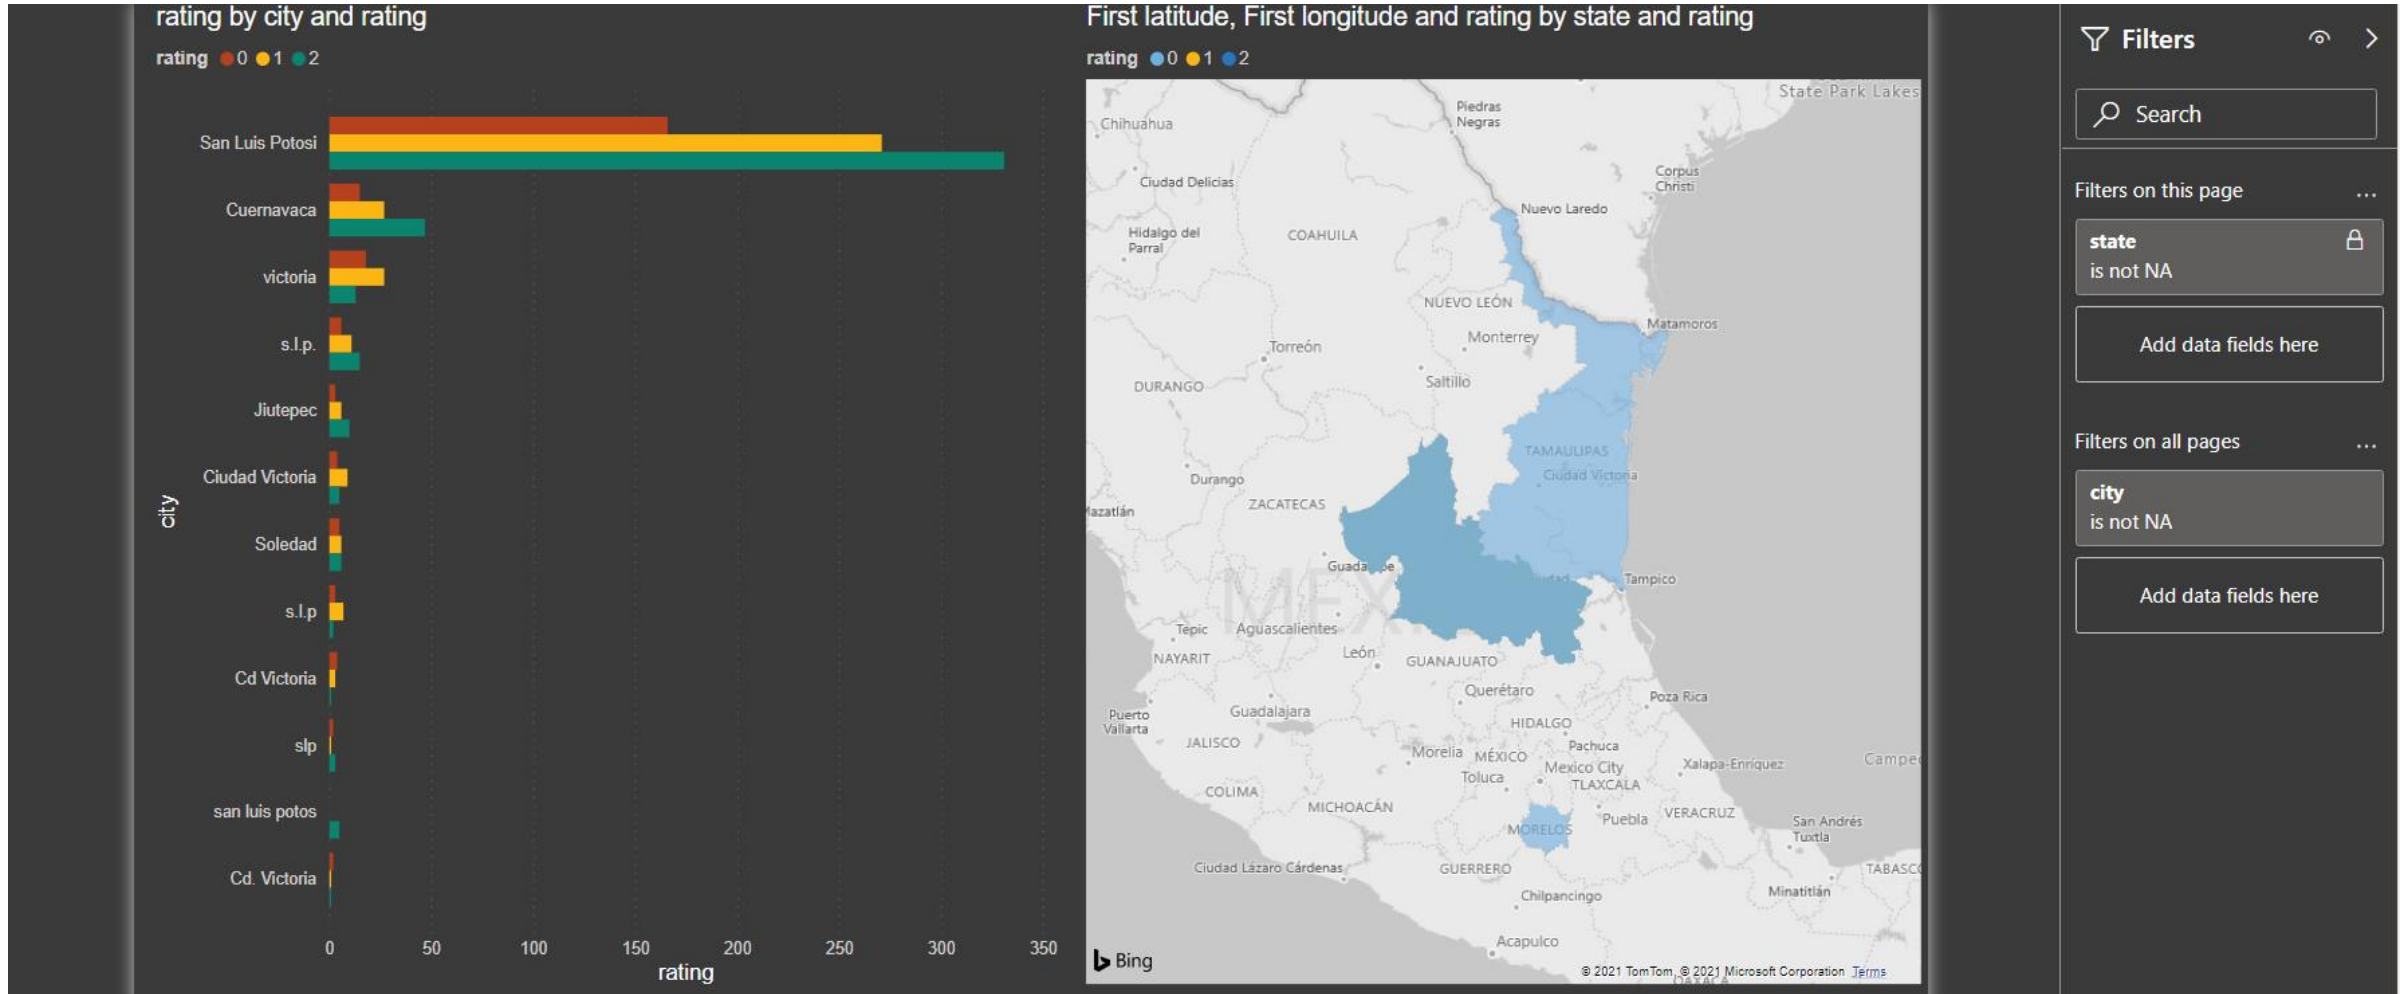 rating by city and rating
rating 0 1 2
San Luis Potosi
Cuernavaca
victoria
s.l.p.
Jiutepec
Ciudad Victoria
Soledad
s.l.p
Cd Victoria
slp
san luis potos
Cd. Victoria
city
0 50 100 150 200 250 300 350
rating
First latitude, First longitude and rating by state and rating
rating 0 1 2
State Park Lakes
Piedras
Negras
Chihuahua
Corpus
Christi
Ciudad Delicias
Nuevo Laredo
Hidalgo del
Parral
COAHUILA
NUEVO LEÓN
Matamoros
Monterrey
Torreón
Saltillo
DURANGO
TAMAULIPAS
Ciudad Victoria
Durango
ZACATECAS
Mazatlán
Guada pe
Tampico
MEXI
Tepic
Aguascalientes
NAYARIT
León
GUANAJUATO
Querétaro
Poza Rica
Puerto
Vallarta
Guadalajara
HIDALGO
JALISCO
Morelia
MÉXICO
Pachuca
Toluca
Mexico City
Xalapa-Enríquez
Campe
TLAXCALA
COLIMA
MICHOACÁN
MORELOS
Puebla
VERACRUZ
San Andrés
Tuxtla
Ciudad Lázaro Cárdenas
GUERRERO
TABASCO
Chilpancingo
Minatitlán
Acapulco
Bing
© 2021 TomTom, © 2021 Microsoft Corporation Terms
OAXACA
Filters
Search
Filters on this page ...
state
is not NA
Add data fields here
Filters on all pages ...
city
is not NA
Add data fields here